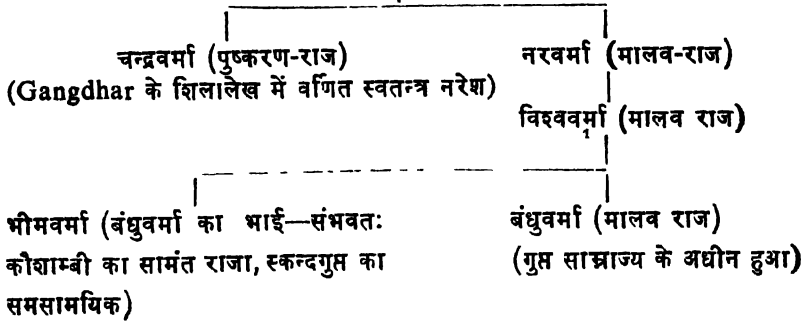 चन्द्रवर्मा (पुष्करण-राज) नरवर्मा (मालव-राज)
(Gangdhar के शिलालेख में वर्णित स्वतन्त्र नरेश)
विश्ववर्मा (मालव राज)
1
भीमवर्मा (बंधुवर्मा का भाई—संभवतः बंधुवर्मा (मालव राज)
कौशाम्बी का सामंत राजा, स्कन्दगुप्त का (गुप्त साम्राज्य के अधीन हुआ)
समसामयिक)